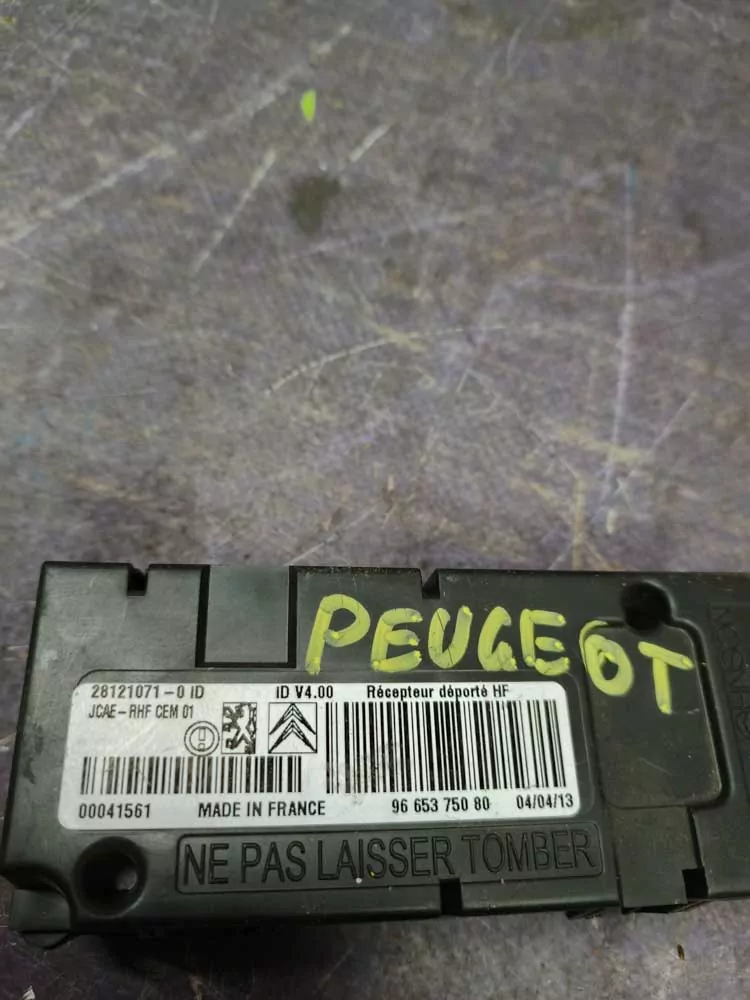 PEUGEOT
28121071-0 ID ID V4.00 Récepteur déporté HF
JCAE-RHF CEM 01
00041561 MADE IN FRANCE 96 653 750 80 04/04/13
NE PAS LAISSER TOMBER